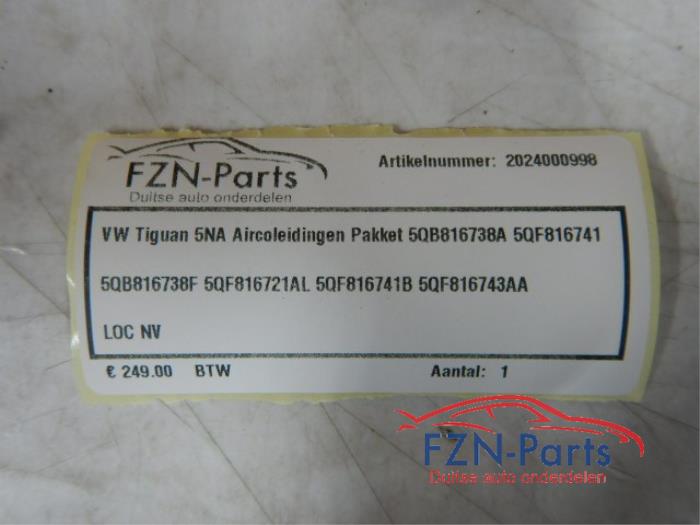 FZN-Parts
Duitse auto onderdelen
Artikelnummer: 2024000998
VW Tiguan 5NA Aircoleidingen Pakket 5QB816738A 5QF816741
5QB816738F 5QF816721AL 5QF816741B 5QF816743AA
LOC NV
€ 249.00 BTW
Aantal: 1
FZN-Parts
Duitse auto onderdelen